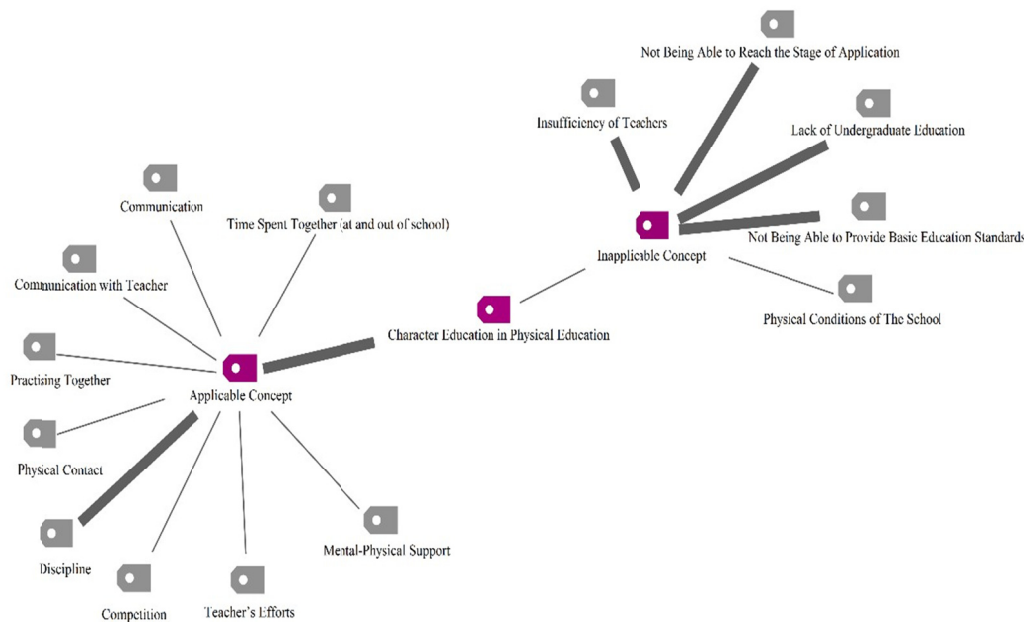 Not Being Able to Reach the Stage of Application
Insufficiency of Teachers
Lack of Undergraduate Education
Communication
Time Spent Together (at and out of school)
Not Being Able to Provide Basic Education Standards
Inapplicable Concept
Communication with Teacher
Physical Conditions of The School
Character Education in Physical Education
Practising Together
Applicable Concept
Physical Contact
Mental-Physical Support
Discipline
Competition
Teacher's Efforts